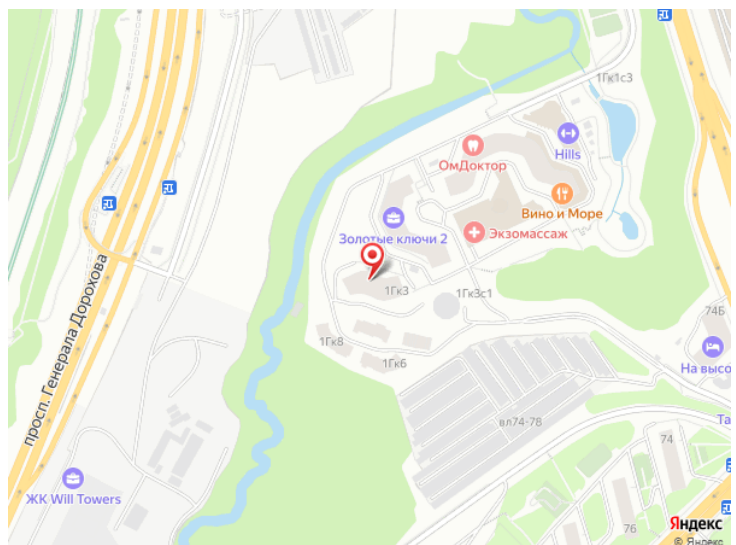 1Гк1с3
Hills
ОмДоктор
Вино и Море
Экзомассаж
Золотые ключи 2
1Гк3
1Гк3с1
74Б
1Гк8
1Гк6
На высо
просп. Генерала Дорохова
вл74-78
Та
74
ЖК Will Towers
76
Яндекс
© Яндекс